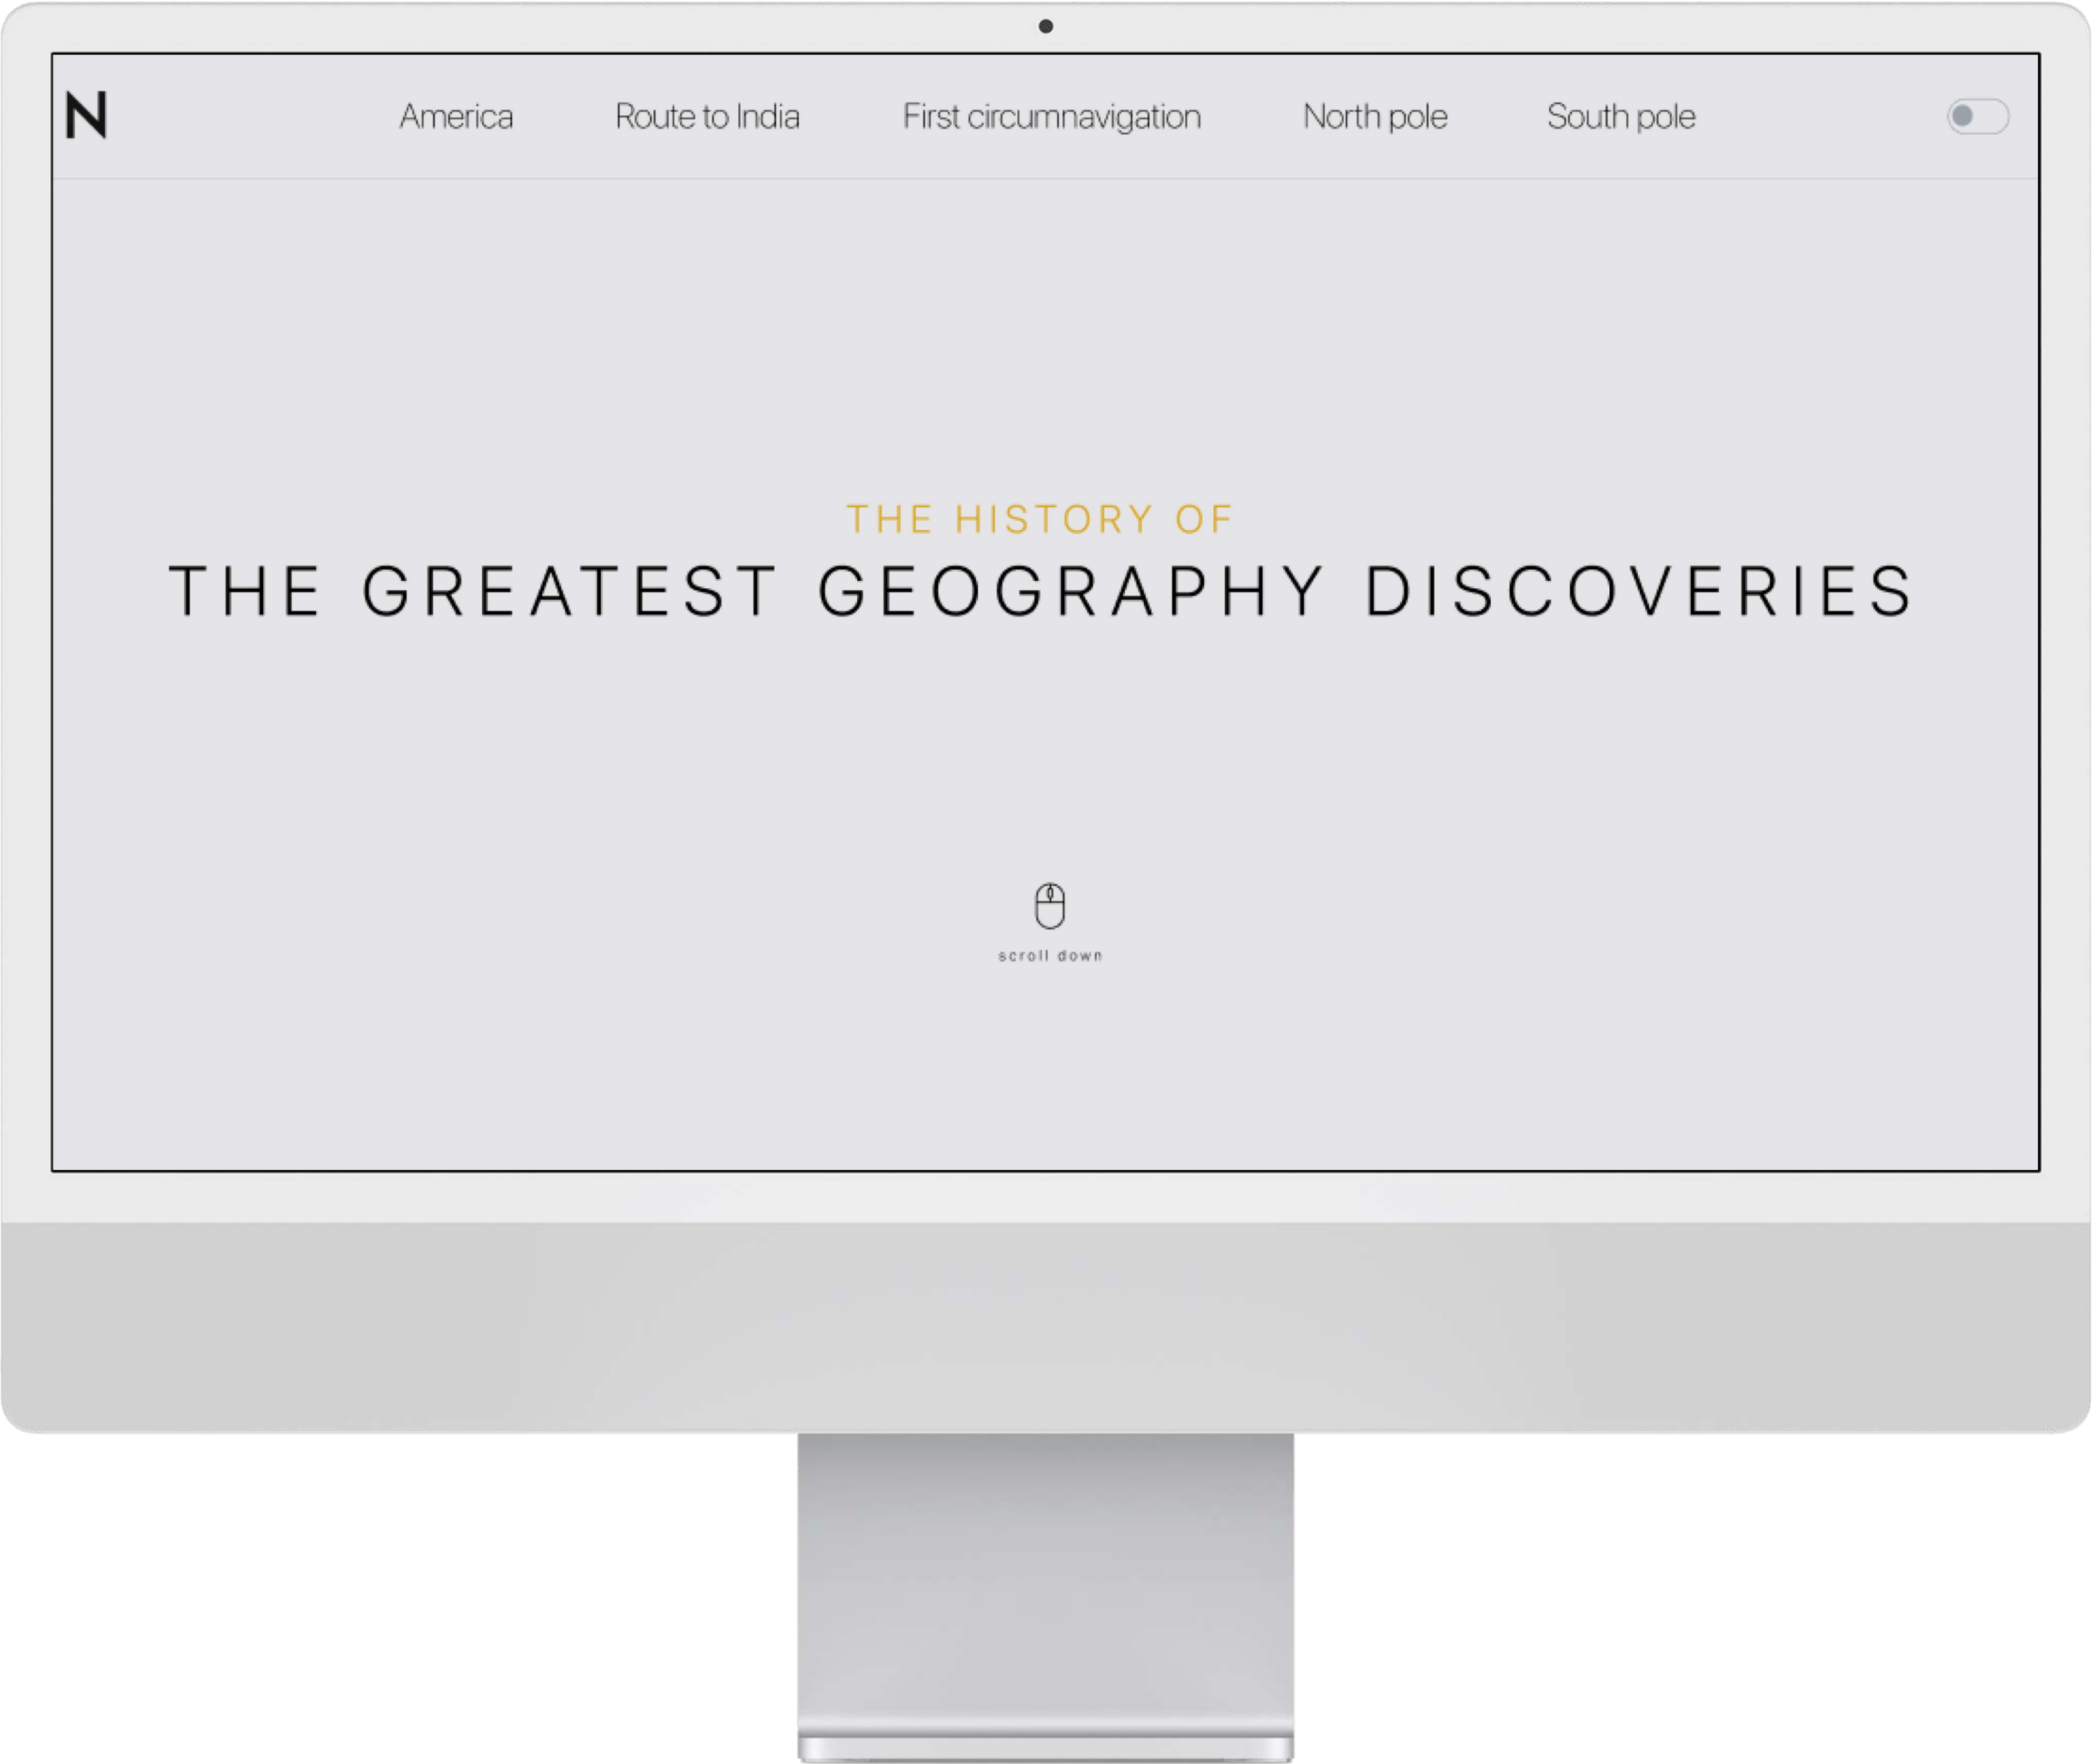 N America Route to India First circumnavigation North pole South pole
THE HISTORY OF
THE GREATEST GEOGRAPHY DISCOVERIES
scroll down